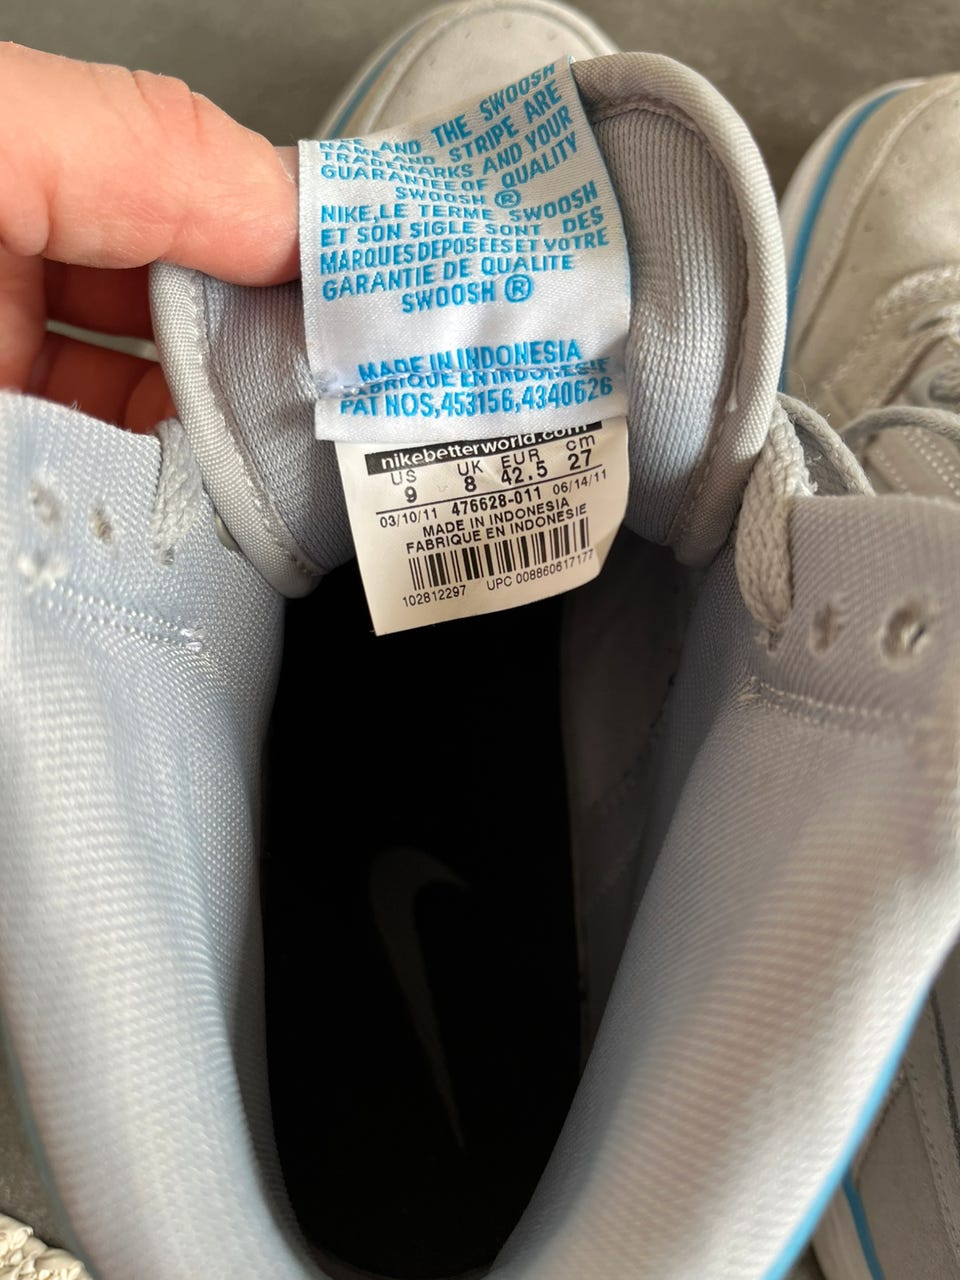 NAME AND THE SWOOSH
NAME AND STRIPE ARE
TRADEMARKS AND YOUR
GUARANTEE OF QUALITY
SWOOSH ®
NIKE,LE TERME SWOOSH
ET SON SIGLE SONT DES
MARQUES DEPOSEES ET VOTRE
GARANTIE DE QUALITE
SWOOSH ®
MADE IN INDONESIA
FABRIQUE EN INDONESIE
PAT NOS,453156,4340626
nikebetterworld.com
US UK EUR cm
9 8 42.5 27
03/10/11 476628-011 06/14/11
MADE IN INDONESIA
FABRIQUE EN INDONESIE
102812297 UPC 008860617177